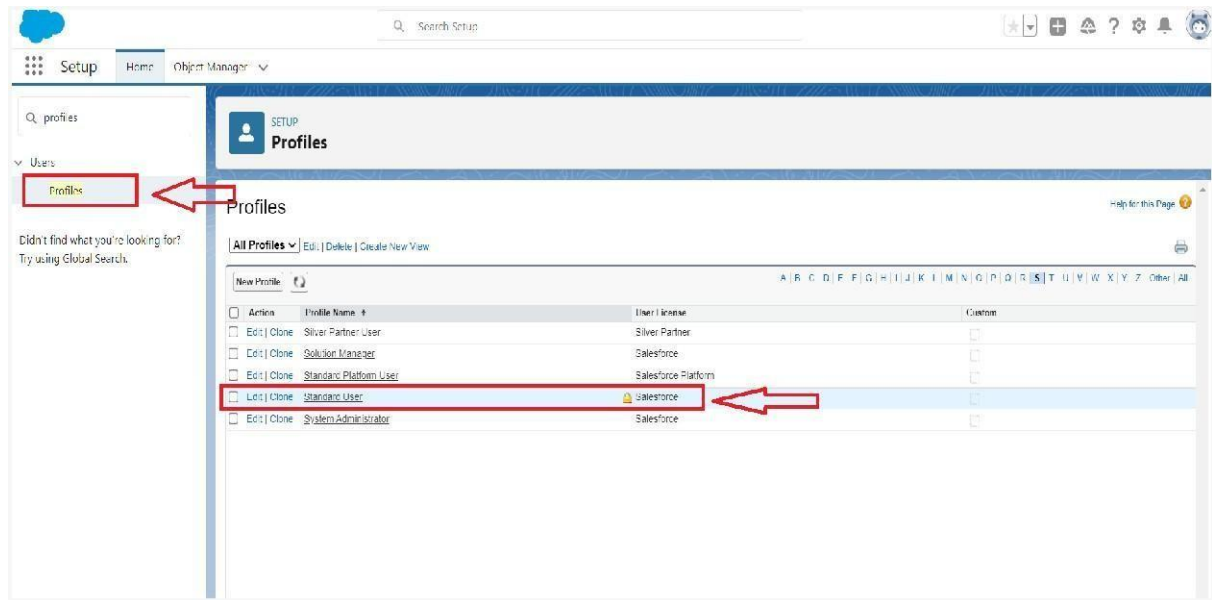 Search Setup
Setup Home Object Manager
profiles
Users
Profiles
Didn't find what you're looking for?
Try using Global Search.
SETUP
Profiles
Profiles
Help for this Page ?
All Profiles Edit | Delete | Create New View
New Profile A | B | C | D | E | F | G | H | I | J | K | L | M | N | O | P | Q | R | S | T | U | V | W | X | Y | Z | Other | All
Action Profile Name User License Custom
Edit | Clone Silver Partner User Silver Partner
Edit | Clone Solution Manager Salesforce
Edit | Clone Standard Platform User Salesforce Platform
Edit | Clone Standard User Salesforce
Edit | Clone System Administrator Salesforce